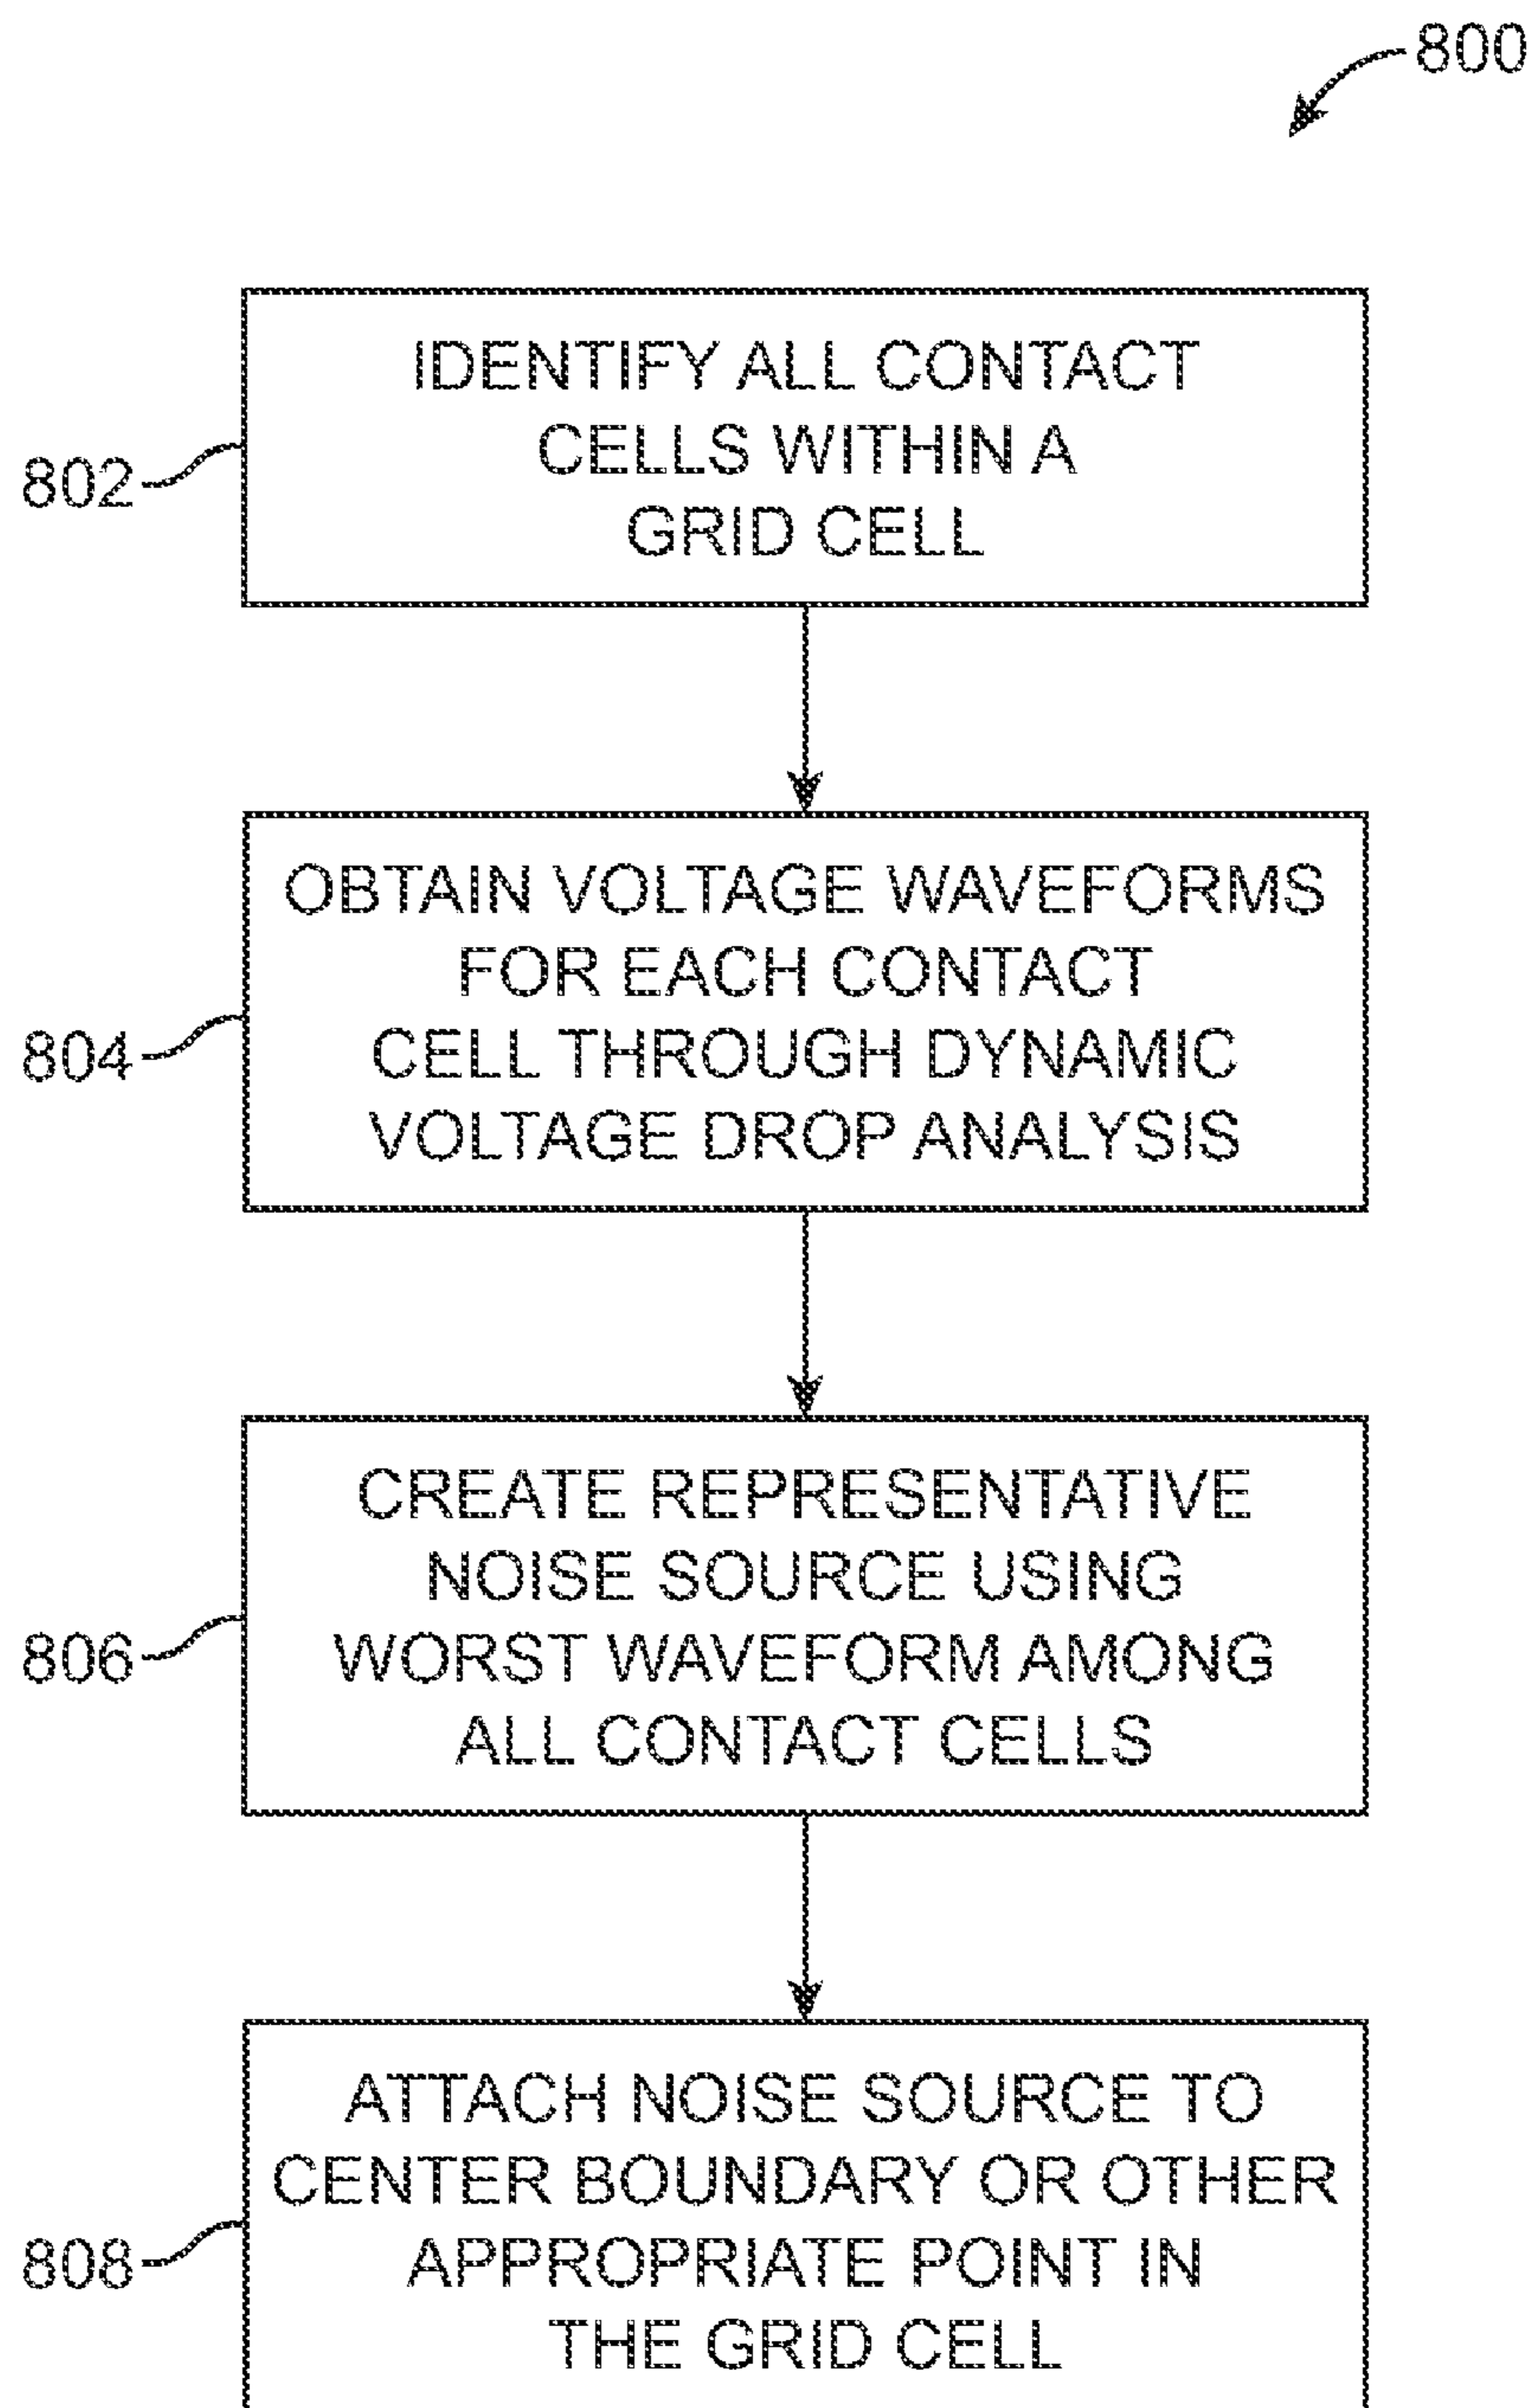 800
IDENTIFY ALL CONTACT
CELLS WITHIN A
GRID CELL
802
OBTAIN VOLTAGE WAVEFORMS
FOR EACH CONTACT
CELL THROUGH DYNAMIC
VOLTAGE DROP ANALYSIS
804
CREATE REPRESENTATIVE
NOISE SOURCE USING
WORST WAVEFORM AMONG
ALL CONTACT CELLS
806
ATTACH NOISE SOURCE TO
CENTER BOUNDARY OR OTHER
APPROPRIATE POINT IN
THE GRID CELL
808